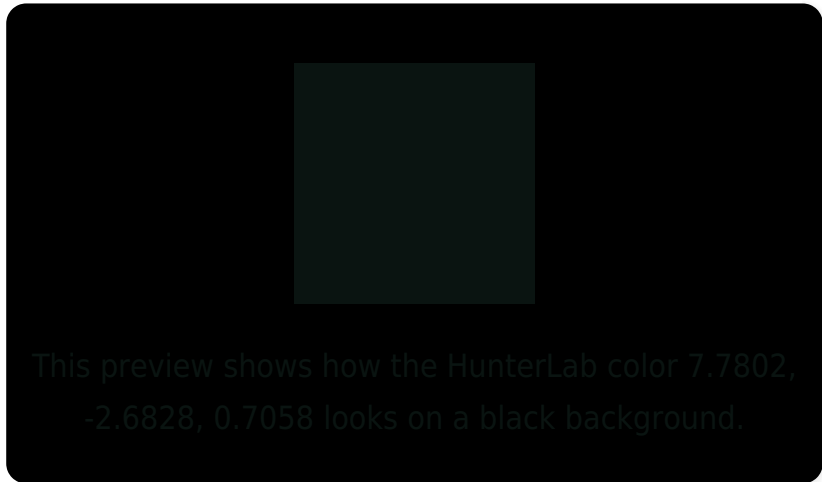 This preview shows how the HunterLab color 7.7802,
-2.6828, 0.7058 looks on a black background.